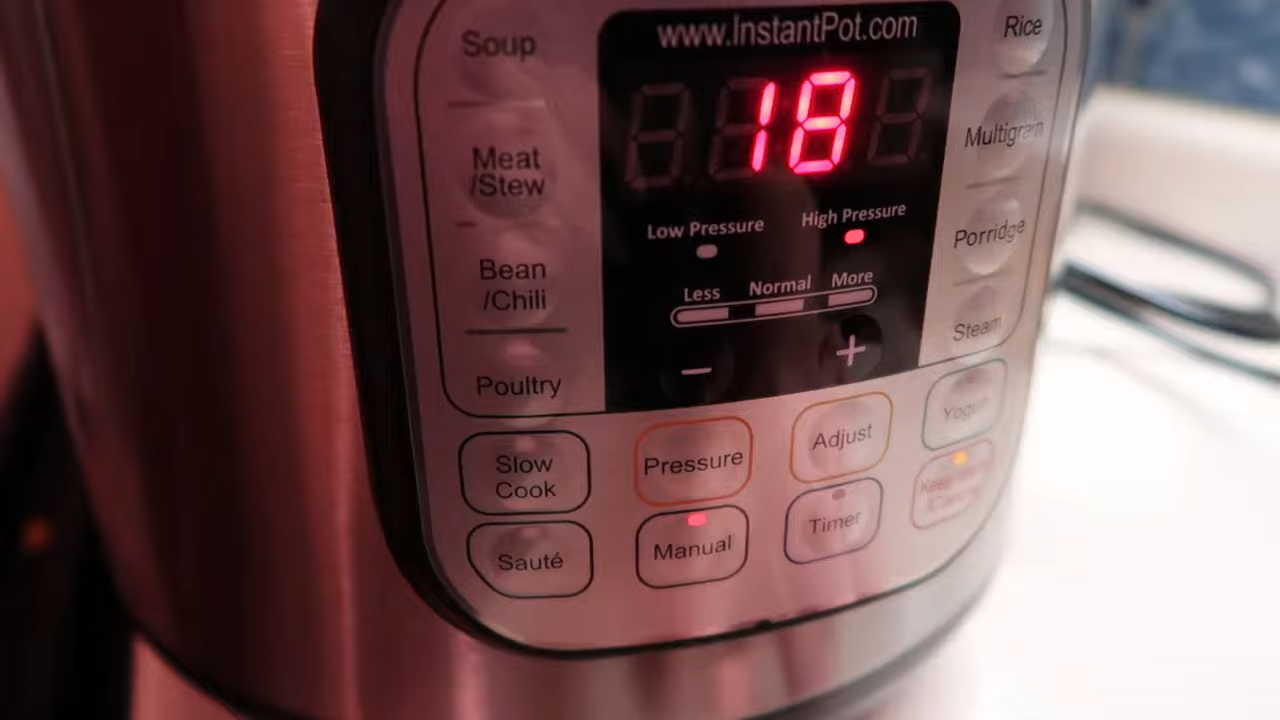 www.InstantPot.com
18
Low Pressure
High Pressure
Less
Normal
More
−
+
Soup
Meat
/Stew
Bean
/Chili
Poultry
Rice
Multigrain
Porridge
Steam
Slow
Cook
Pressure
Adjust
Yogurt
Sauté
Manual
Timer